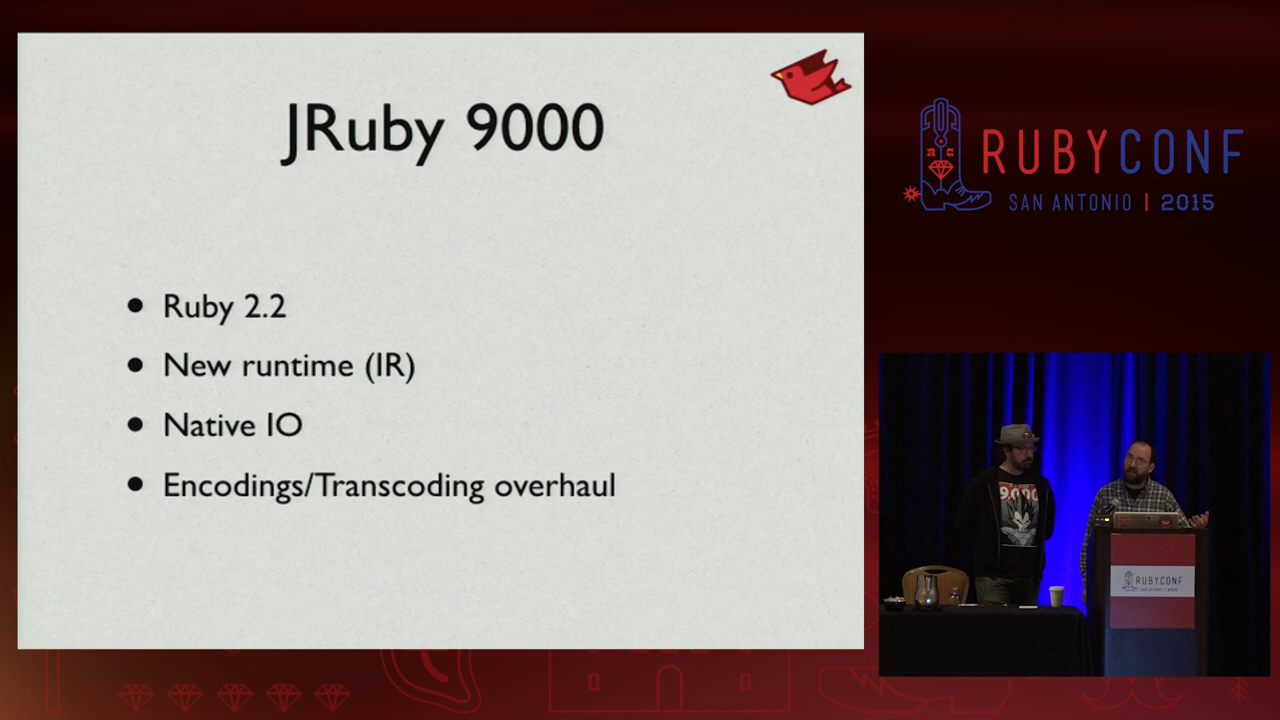 JRuby 9000
Ruby 2.2
New runtime (IR)
Native IO
Encodings/Transcoding overhaul
RUBYCONF
SAN ANTONIO | 2015
9000
RUBYCONF